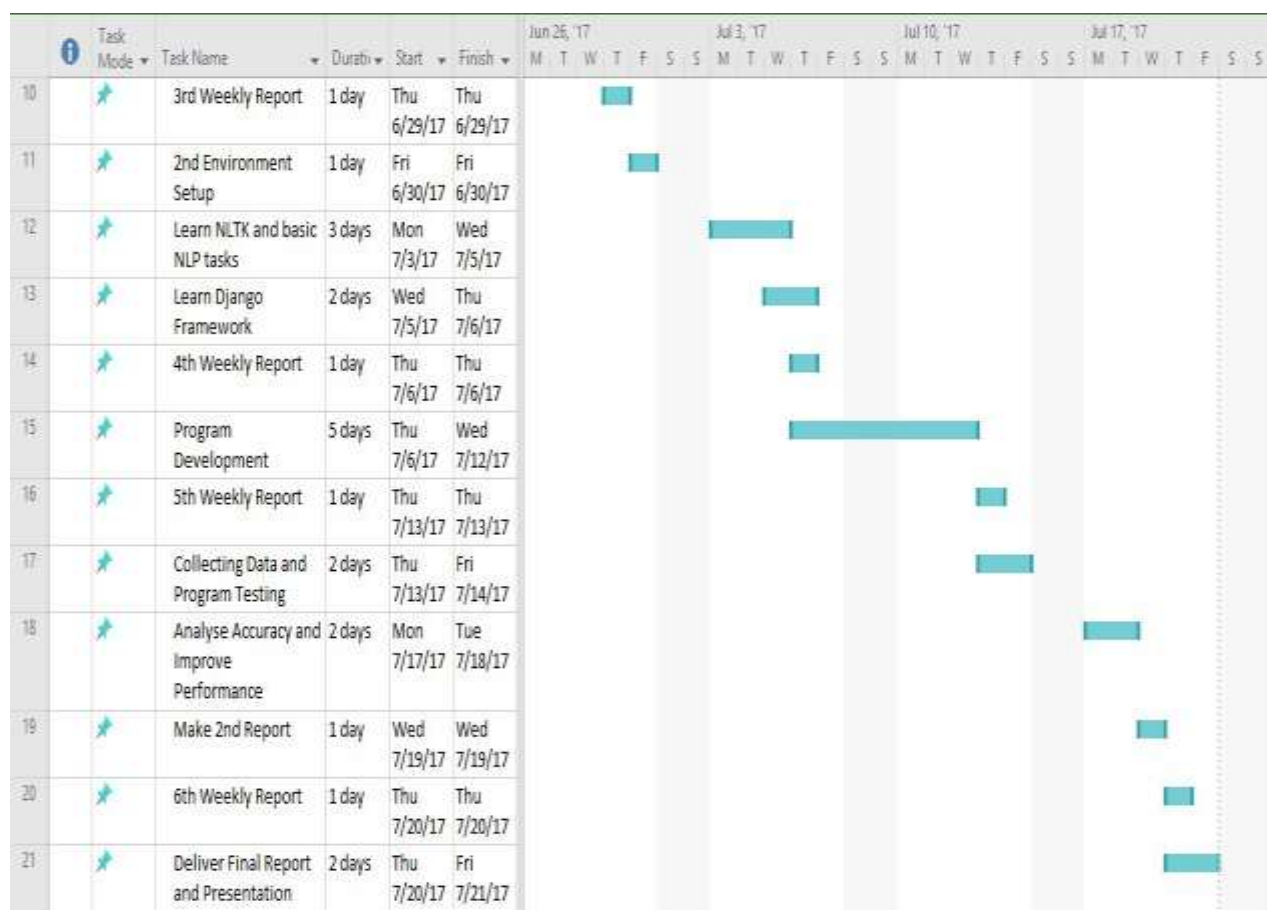 Jun 26, '17 Jul 3, '17 Jul 10, '17 Jul 17, '17
Task
Mode Task Name Durati Start Finish M T W T F S S M T W T F S S M T W T F S S M T W T F S S
10 3rd Weekly Report 1 day Thu Thu
6/29/17 6/29/17
11 2nd Environment 1 day Fri Fri
Setup 6/30/17 6/30/17
12 Learn NLTK and basic 3 days Mon Wed
NLP tasks 7/3/17 7/5/17
13 Learn Django 2 days Wed Thu
Framework 7/5/17 7/6/17
14 4th Weekly Report 1 day Thu Thu
7/6/17 7/6/17
15 Program 5 days Thu Wed
Development 7/6/17 7/12/17
16 5th Weekly Report 1 day Thu Thu
7/13/17 7/13/17
17 Collecting Data and 2 days Thu Fri
Program Testing 7/13/17 7/14/17
18 Analyse Accuracy and 2 days Mon Tue
Improve 7/17/17 7/18/17
Performance
19 Make 2nd Report 1 day Wed Wed
7/19/17 7/19/17
20 6th Weekly Report 1 day Thu Thu
7/20/17 7/20/17
21 Deliver Final Report 2 days Thu Fri
and Presentation 7/20/17 7/21/17